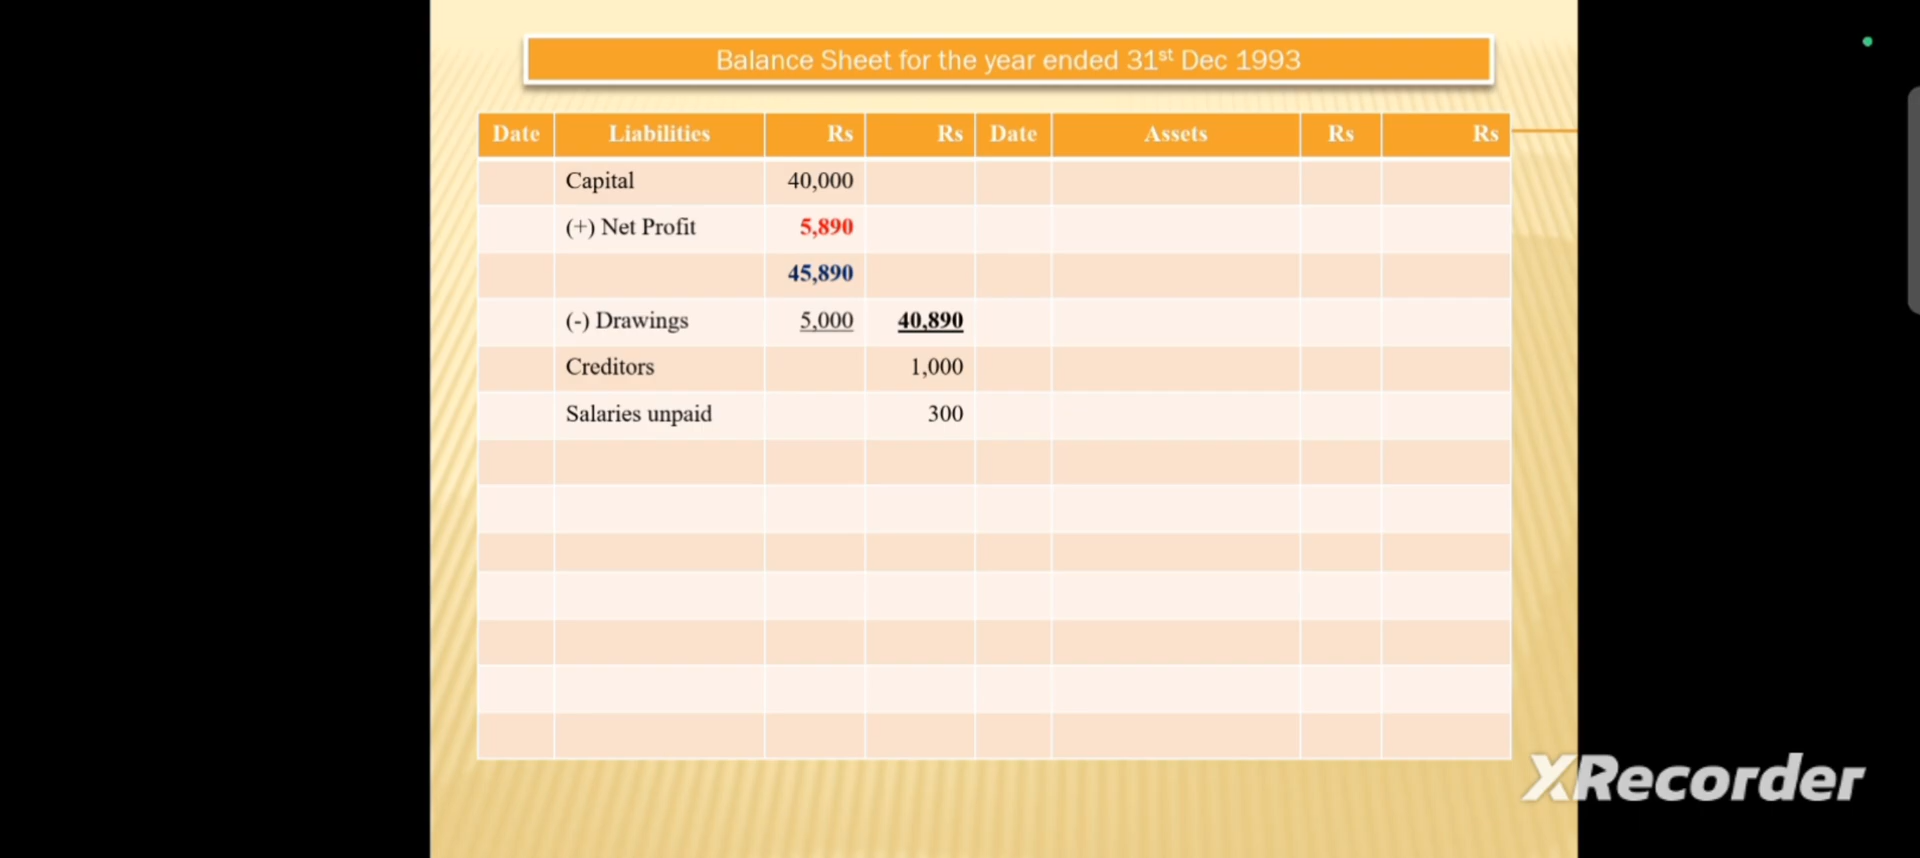 Balance Sheet for the year ended 31st Dec 1993
Date Liabilities Rs Rs Date Assets Rs Rs
Capital 40,000
(+) Net Profit 5,890
45,890
(-) Drawings 5,000 40,890
Creditors 1,000
Salaries unpaid 300
XRecorder